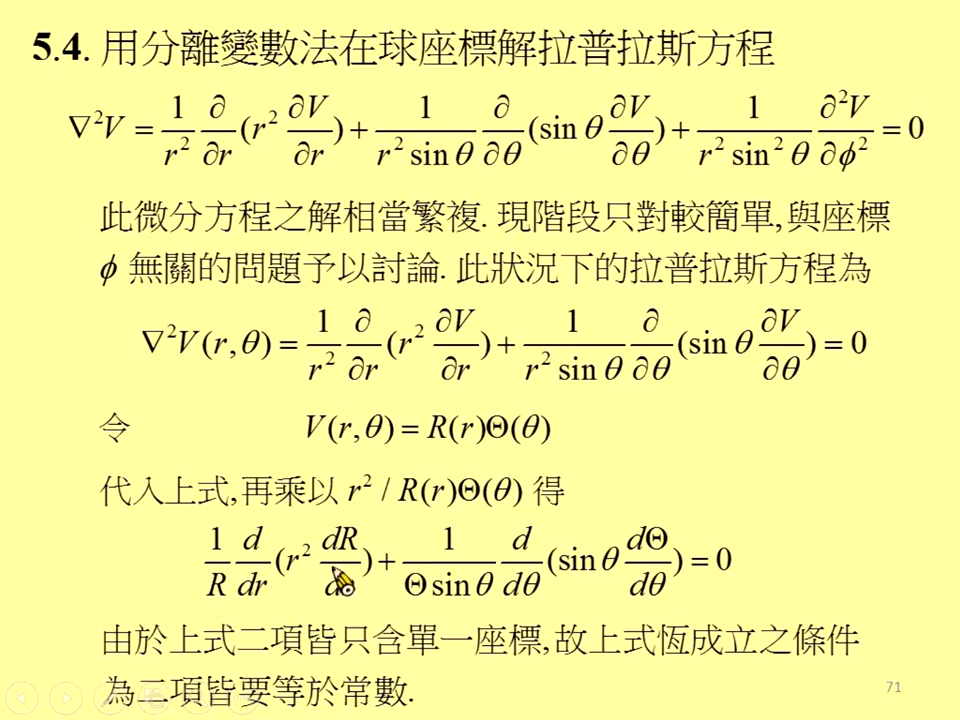 5.4. 用分離變數法在球座標解拉普拉斯方程
∇²V = 1/r² ∂/∂r (r² ∂V/∂r) + 1/(r² sin θ) ∂/∂θ (sin θ ∂V/∂θ) + 1/(r² sin² θ) ∂²V/∂ϕ² = 0
此微分方程之解相當繁複. 現階段只對較簡單, 與座標
ϕ 無關的問題予以討論. 此狀況下的拉普拉斯方程為
∇²V(r,θ) = 1/r² ∂/∂r (r² ∂V/∂r) + 1/(r² sin θ) ∂/∂θ (sin θ ∂V/∂θ) = 0
令 V(r,θ) = R(r)Θ(θ)
代入上式, 再乘以 r² / R(r)Θ(θ) 得
1/R d/dr (r² dR/d) + 1/(Θ sin θ) d/dθ (sin θ dΘ/dθ) = 0
由於上式二項皆只含單一座標, 故上式恆成立之條件
為二項皆要等於常數.
71